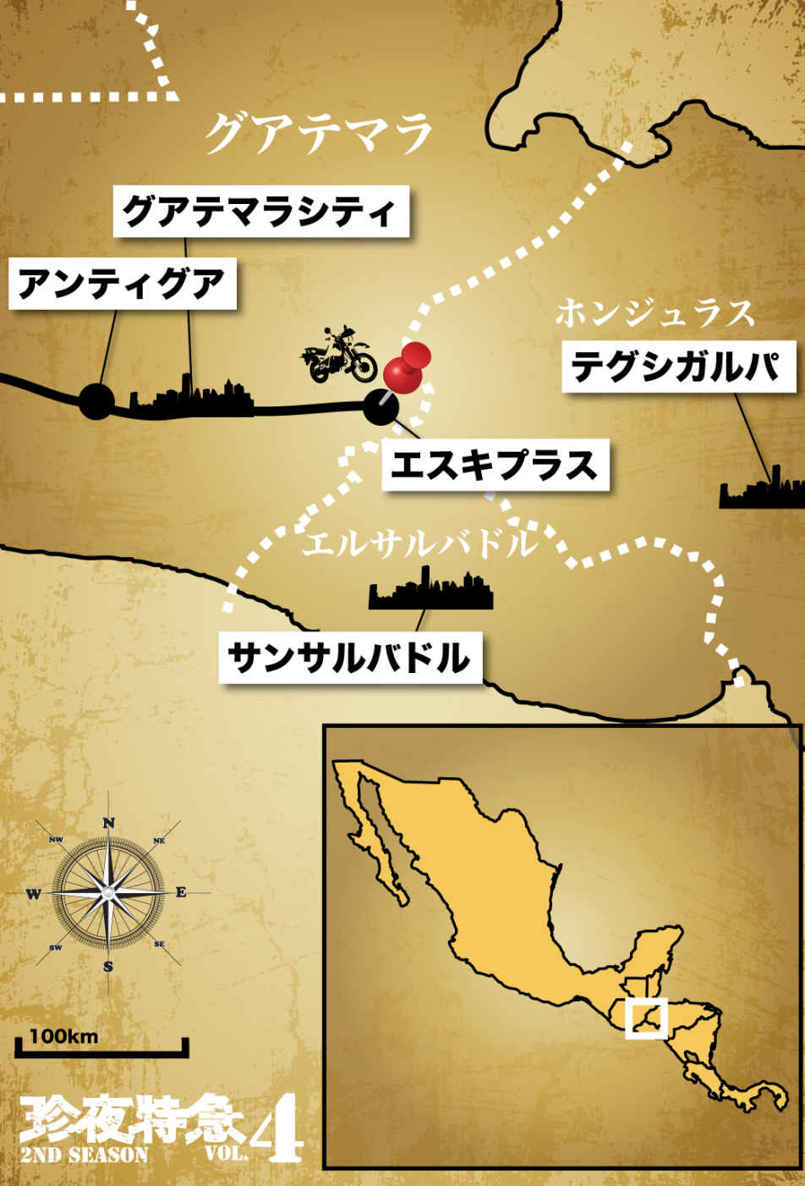 グアテマラ
グアテマラシティ
アンティグア
ホンジュラス
テグシガルパ
エスキプラス
エルサルバドル
サンサルバドル
N
NW
NE
W
E
SW
SE
S
100km
珍夜特急4
2ND SEASON VOL.